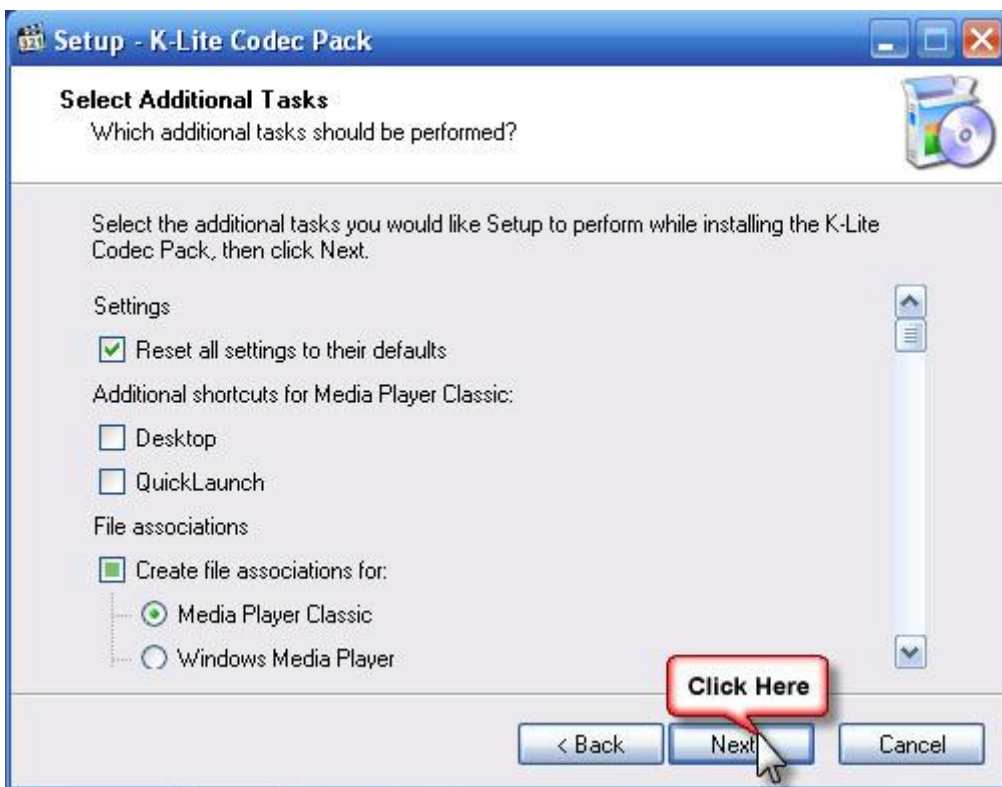 Setup - K-Lite Codec Pack
Select Additional Tasks
Which additional tasks should be performed?
Select the additional tasks you would like Setup to perform while installing the K-Lite
Codec Pack, then click Next.
Settings
Reset all settings to their defaults
Additional shortcuts for Media Player Classic:
Desktop
QuickLaunch
File associations
Create file associations for:
Media Player Classic
Windows Media Player
Click Here
< Back
Next
Cancel